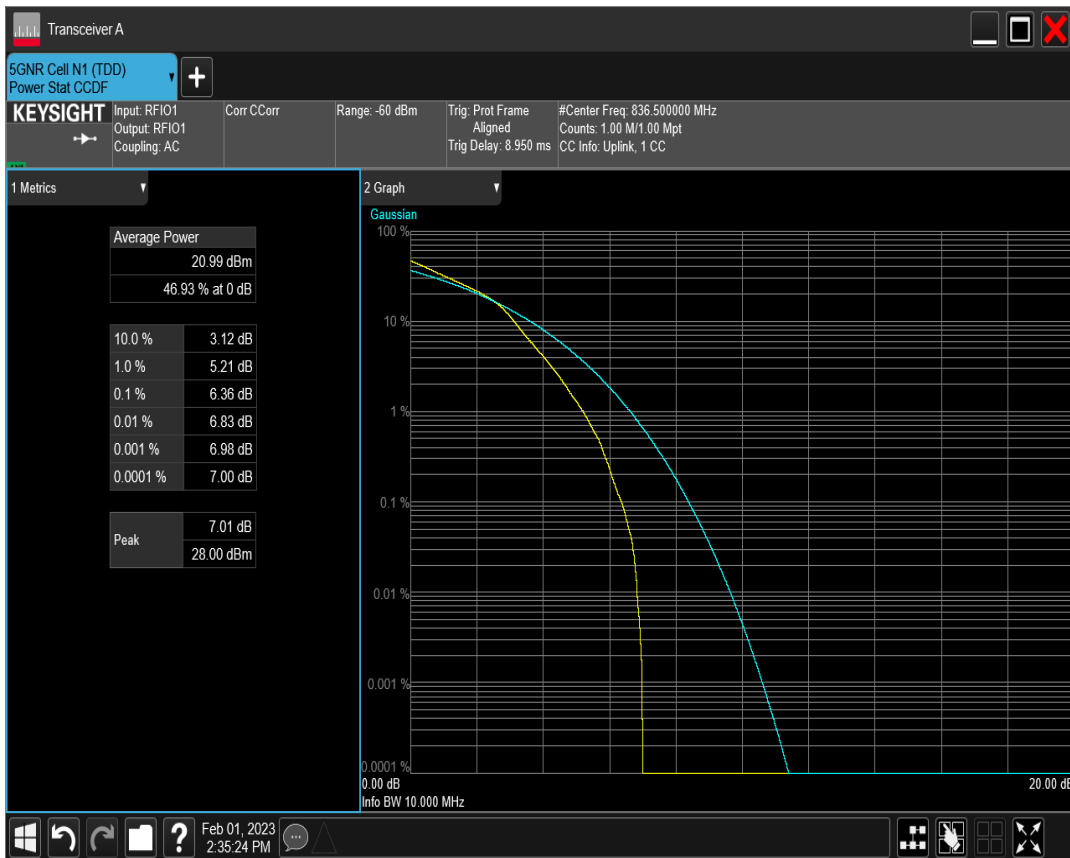 Transceiver A
5GNR Cell N1 (TDD)
Power Stat CCDF
KEYSIGHT
Input: RFIO1
Output: RFIO1
Coupling: AC
Corr CCorr
Range: -60 dBm
Trig: Prot Frame
Aligned
Trig Delay: 8.950 ms
#Center Freq: 836.500000 MHz
Counts: 1.00 M/1.00 Mpt
CC Info: Uplink, 1 CC
1 Metrics
Average Power
20.99 dBm
46.93 % at 0 dB
10.0 % 3.12 dB
1.0 % 5.21 dB
0.1 % 6.36 dB
0.01 % 6.83 dB
0.001 % 6.98 dB
0.0001 % 7.00 dB
Peak
7.01 dB
28.00 dBm
2 Graph
Gaussian
100 %
10 %
1 %
0.1 %
0.01 %
0.001 %
0.0001 %
0.00 dB
20.00 dB
Info BW 10.000 MHz
?
Feb 01, 2023
2:35:24 PM